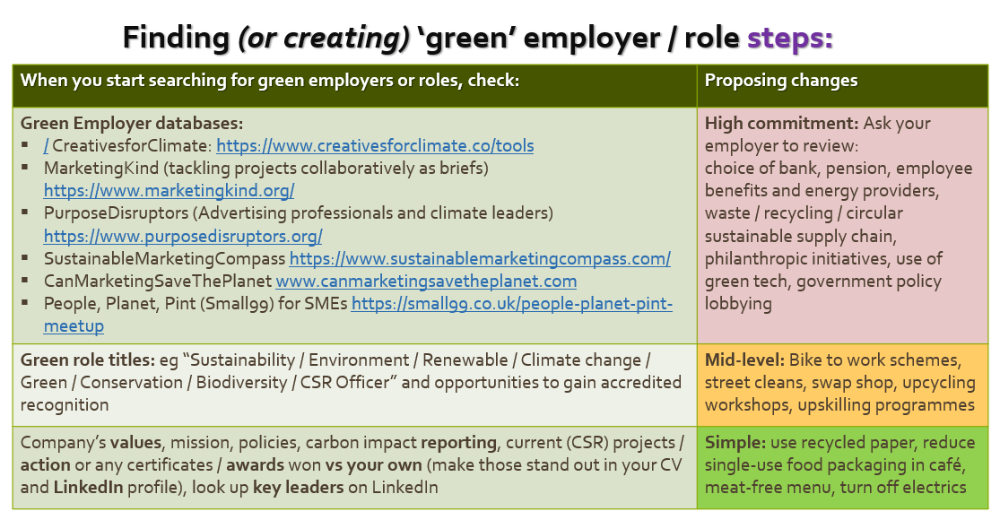 Finding (or creating) ‘green’ employer / role steps:
When you start searching for green employers or roles, check:
Green Employer databases:
▪ / CreativesforClimate: https://www.creativesforclimate.co/tools
▪ MarketingKind (tackling projects collaboratively as briefs)
https://www.marketingkind.org/
▪ PurposeDisruptors (Advertising professionals and climate leaders)
https://www.purposedisruptors.org/
▪ SustainableMarketingCompass https://www.sustainablemarketingcompass.com/
▪ CanMarketingSaveThePlanet www.canmarketingsavetheplanet.com
▪ People, Planet, Pint (Small99) for SMEs https://small99.co.uk/people-planet-pint-
meetup
Green role titles: eg “Sustainability / Environment / Renewable / Climate change /
Green / Conservation / Biodiversity / CSR Officer” and opportunities to gain accredited
recognition
Company’s values, mission, policies, carbon impact reporting, current (CSR) projects /
action or any certificates / awards won vs your own (make those stand out in your CV
and LinkedIn profile), look up key leaders on LinkedIn
Proposing changes
High commitment: Ask your
employer to review:
choice of bank, pension, employee
benefits and energy providers,
waste / recycling / circular
sustainable supply chain,
philanthropic initiatives, use of
green tech, government policy
lobbying
Mid-level: Bike to work schemes,
street cleans, swap shop, upcycling
workshops, upskilling programmes
Simple: use recycled paper, reduce
single-use food packaging in café,
meat-free menu, turn off electrics